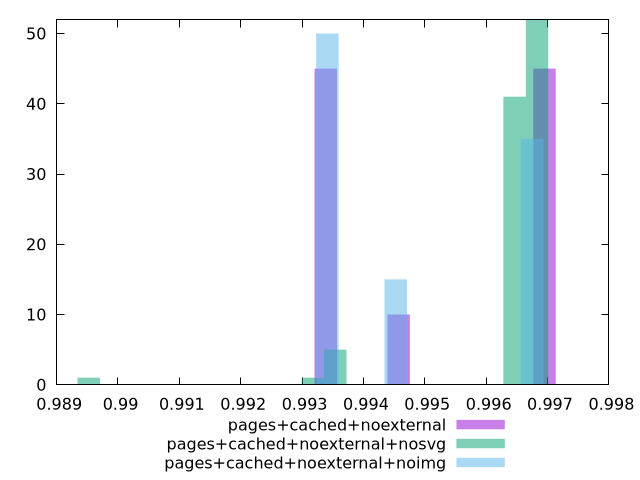 50
40
30
20
10
0
0.989 0.99 0.991 0.992 0.993 0.994 0.995 0.996 0.997 0.998
pages+cached+noexternal
pages+cached+noexternal+nosvg
pages+cached+noexternal+noimg